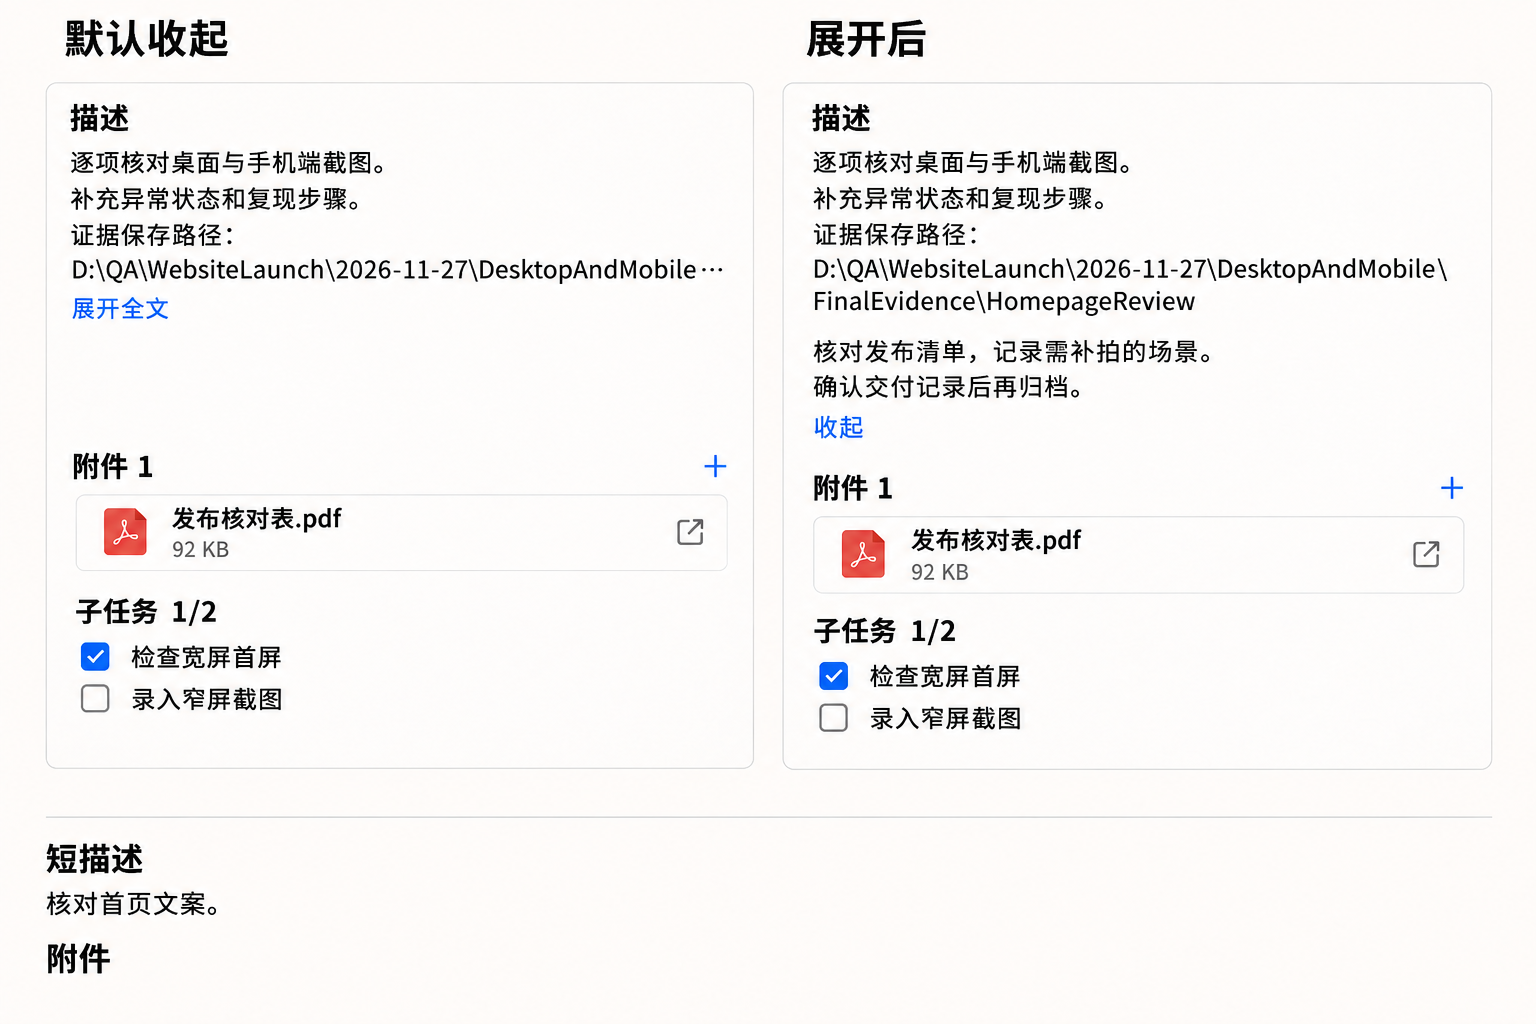 默认收起
描述
逐项核对桌面与手机端截图。
补充异常状态和复现步骤。
证据保存路径：
D:\QA\WebsiteLaunch\2026-11-27\DesktopAndMobile…
展开全文
附件 1
发布核对表.pdf
92 KB
子任务 1/2
检查宽屏首屏
录入窄屏截图
展开后
描述
逐项核对桌面与手机端截图。
补充异常状态和复现步骤。
证据保存路径：
D:\QA\WebsiteLaunch\2026-11-27\DesktopAndMobile\
FinalEvidence\HomepageReview
核对发布清单，记录需补拍的场景。
确认交付记录后再归档。
收起
附件 1
发布核对表.pdf
92 KB
子任务 1/2
检查宽屏首屏
录入窄屏截图
短描述
核对首页文案。
附件